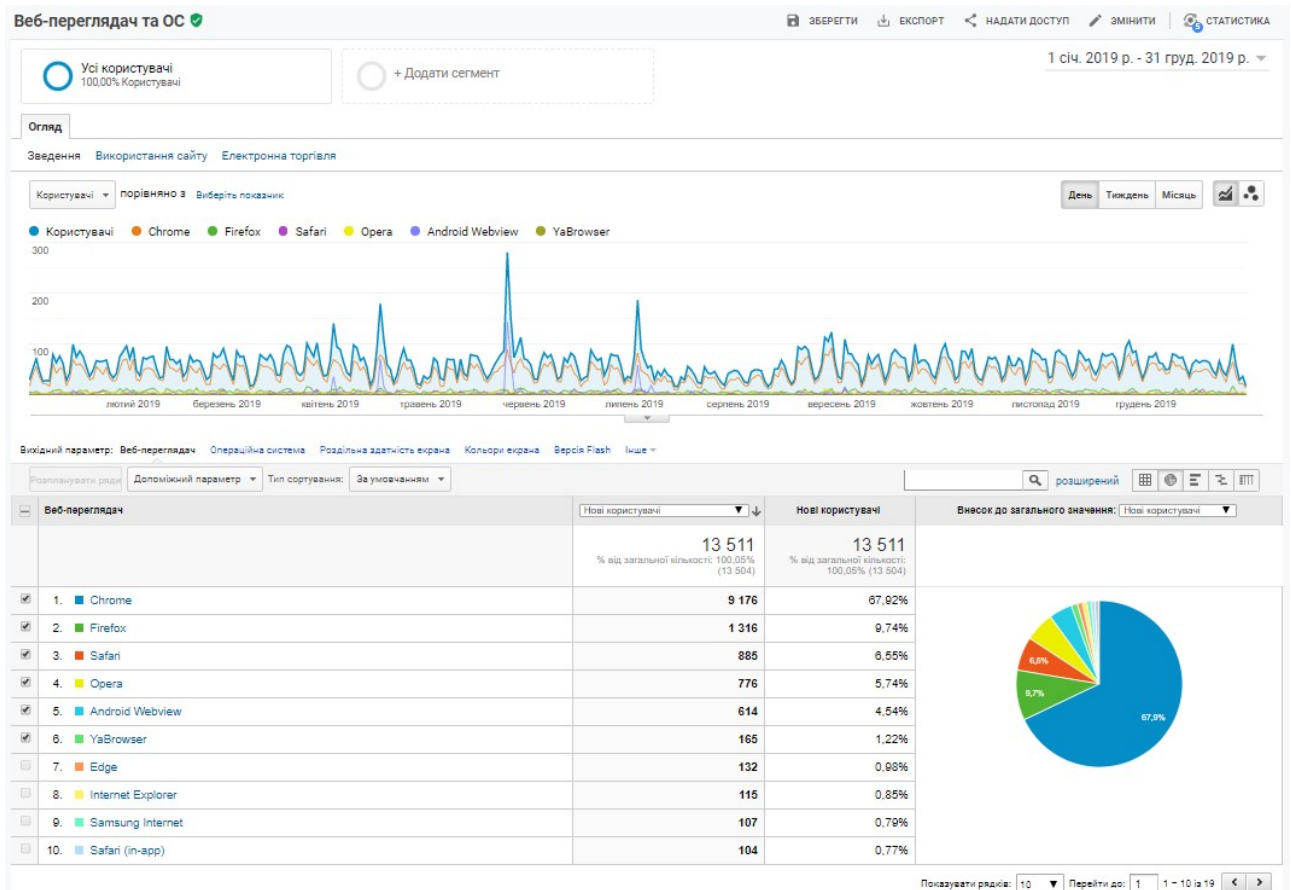 Веб-переглядач та ОС
ЗБЕРЕГТИ ЕКСПОРТ НАДАТИ ДОСТУП ЗМІНИТИ 5 СТАТИСТИКА
Усі користувачі
100,00% Користувачі
+ Додати сегмент
1 січ. 2019 р. - 31 груд. 2019 р.
Огляд
Зведення Використання сайту Електронна торгівля
Користувачі порівняно з Виберіть показник
День Тиждень Місяць
Користувачі Chrome Firefox Safari Opera Android Webview YaBrowser
300
200
100
лютий 2019 березень 2019 квітень 2019 травень 2019 червень 2019 липень 2019 серпень 2019 вересень 2019 жовтень 2019 листопад 2019 грудень 2019
Вихідний параметр: Веб-переглядач Операційна система Роздільна здатність екрана Кольори екрана Версія Flash Інше
Розпланувати ряди Допоміжний параметр Тип сортування: За умовчанням розширений
Веб-переглядач Нові користувачі Нові користувачі Внесок до загального значення: Нові користувачі
13 511 13 511
% від загальної кількості: 100,05% % від загальної кількості:
(13 504) 100,05% (13 504)
1. Chrome 9 176 67,92%
2. Firefox 1 316 9,74%
3. Safari 885 6,55%
4. Opera 776 5,74%
5. Android Webview 614 4,54%
6. YaBrowser 165 1,22%
7. Edge 132 0,98%
8. Internet Explorer 115 0,85%
9. Samsung Internet 107 0,79%
10. Safari (in-app) 104 0,77%
6,6%
9,7%
67,9%
Показувати рядків: 10 Перейти до: 1 1 – 10 із 19